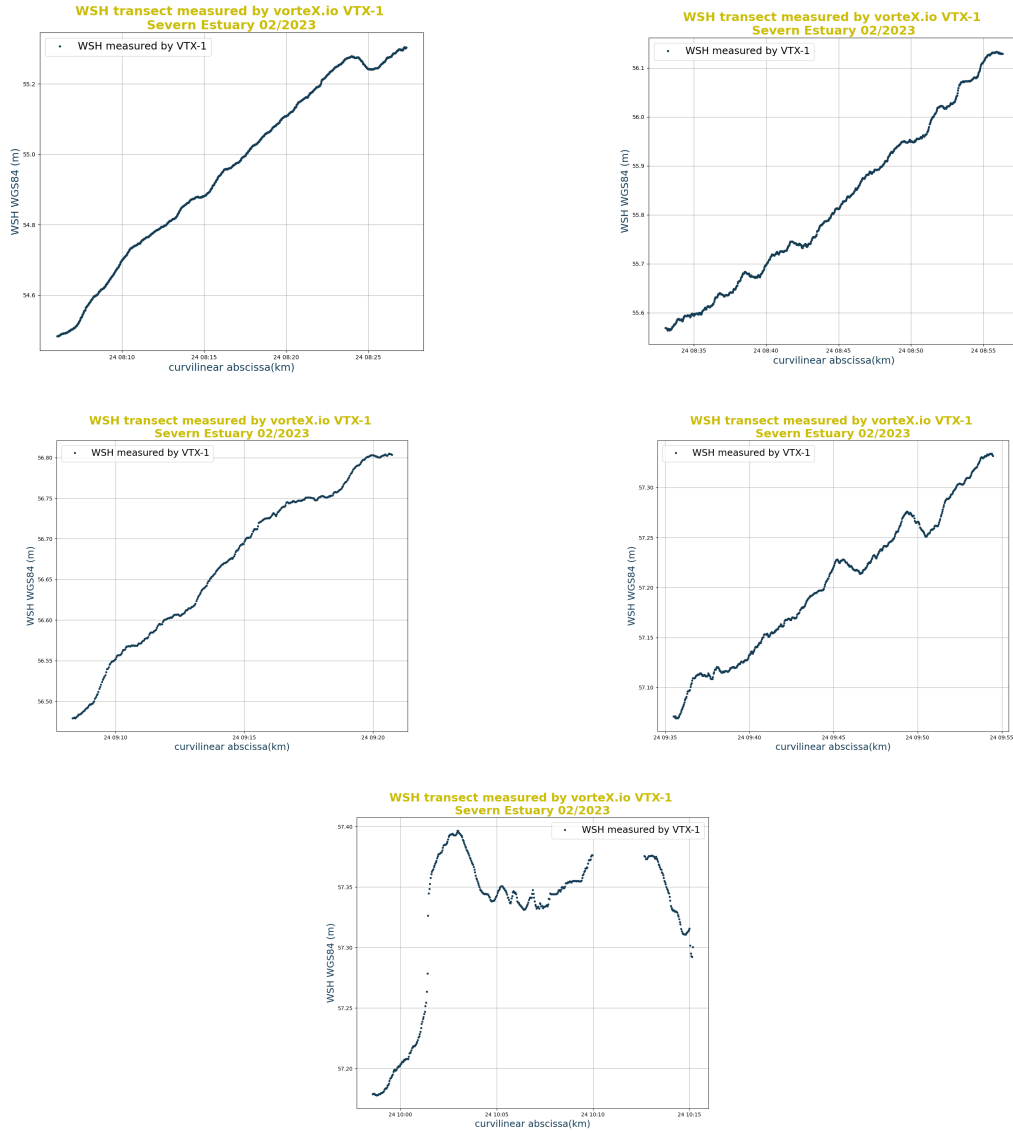 WSH transect measured by vorteX.io VTX-1
Severn Estuary 02/2023
WSH measured by VTX-1
WSH WGS84 (m)
55.2
55.0
54.8
54.6
24 08:10
24 08:15
24 08:20
24 08:25
curvilinear abscissa(km)
WSH transect measured by vorteX.io VTX-1
Severn Estuary 02/2023
WSH measured by VTX-1
WSH WGS84 (m)
56.1
56.0
55.9
55.8
55.7
55.6
24 08:35
24 08:40
24 08:45
24 08:50
24 08:55
curvilinear abscissa(km)
WSH transect measured by vorteX.io VTX-1
Severn Estuary 02/2023
WSH measured by VTX-1
WSH WGS84 (m)
56.80
56.75
56.70
56.65
56.60
56.55
56.50
24 09:10
24 09:15
24 09:20
curvilinear abscissa(km)
WSH transect measured by vorteX.io VTX-1
Severn Estuary 02/2023
WSH measured by VTX-1
WSH WGS84 (m)
57.30
57.25
57.20
57.15
57.10
24 09:35
24 09:40
24 09:45
24 09:50
24 09:55
curvilinear abscissa(km)
WSH transect measured by vorteX.io VTX-1
Severn Estuary 02/2023
WSH measured by VTX-1
WSH WGS84 (m)
57.40
57.35
57.30
57.25
57.20
24 10:00
24 10:05
24 10:10
24 10:15
curvilinear abscissa(km)